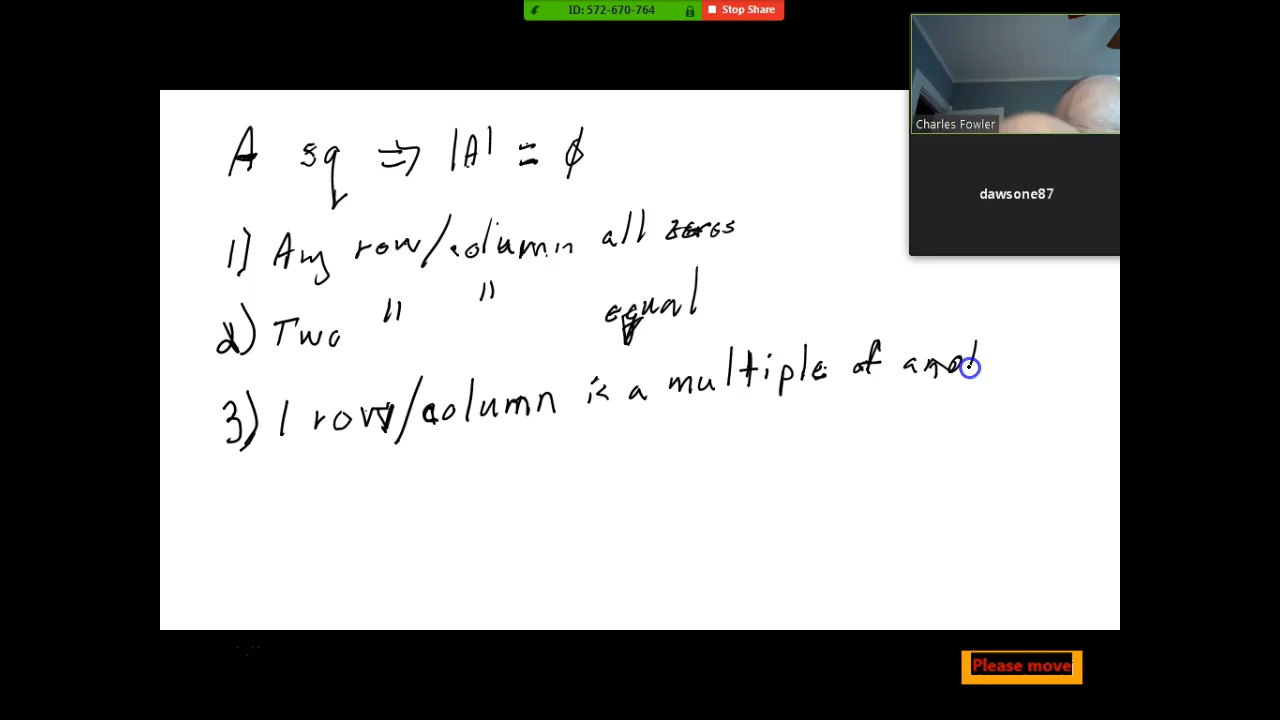 ID: 572-670-764 Stop Share
Charles Fowler
dawsone87
A sq ⇒ |A| = ϕ
1) Any row/column all zeros
2) Two " " equal
3) 1 row/column is a multiple of anot
Please move